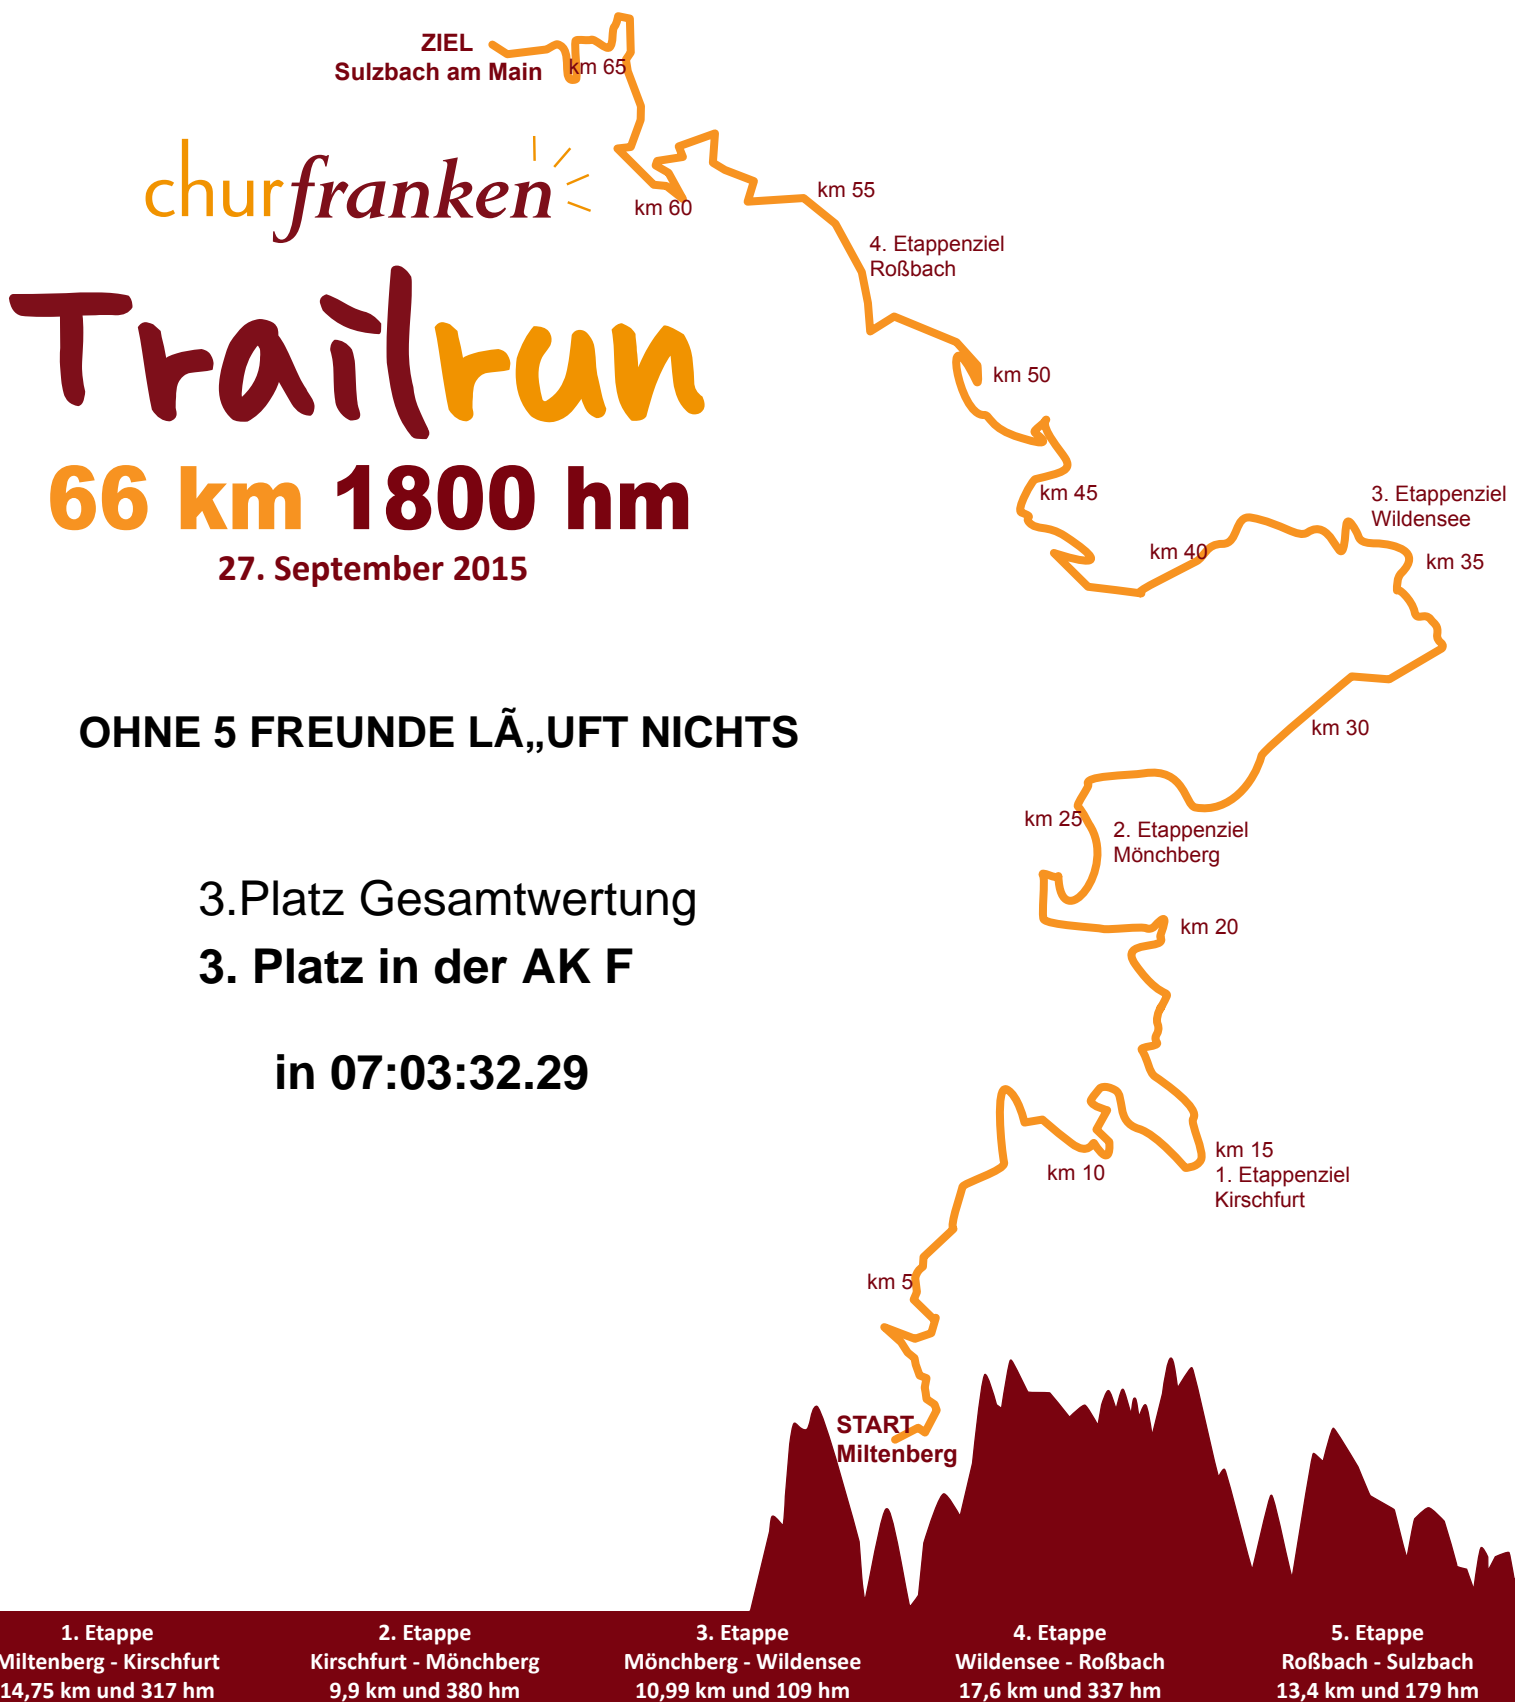 ZIEL
Sulzbach am Main
km 65
churfranken
km 60
km 55
4. Etappenziel
Roßbach
Trailrun
km 50
66 km 1800 hm
km 45
3. Etappenziel
Wildensee
27. September 2015
km 40
km 35
OHNE 5 FREUNDE LÃ„UFT NICHTS
km 30
km 25
2. Etappenziel
Mönchberg
3.Platz Gesamtwertung
km 20
3. Platz in der AK F
in 07:03:32.29
km 10
km 15
1. Etappenziel
Kirschfurt
km 5
START
Miltenberg
1. Etappe
Miltenberg - Kirschfurt
14,75 km und 317 hm
2. Etappe
Kirschfurt - Mönchberg
9,9 km und 380 hm
3. Etappe
Mönchberg - Wildensee
10,99 km und 109 hm
4. Etappe
Wildensee - Roßbach
17,6 km und 337 hm
5. Etappe
Roßbach - Sulzbach
13,4 km und 179 hm